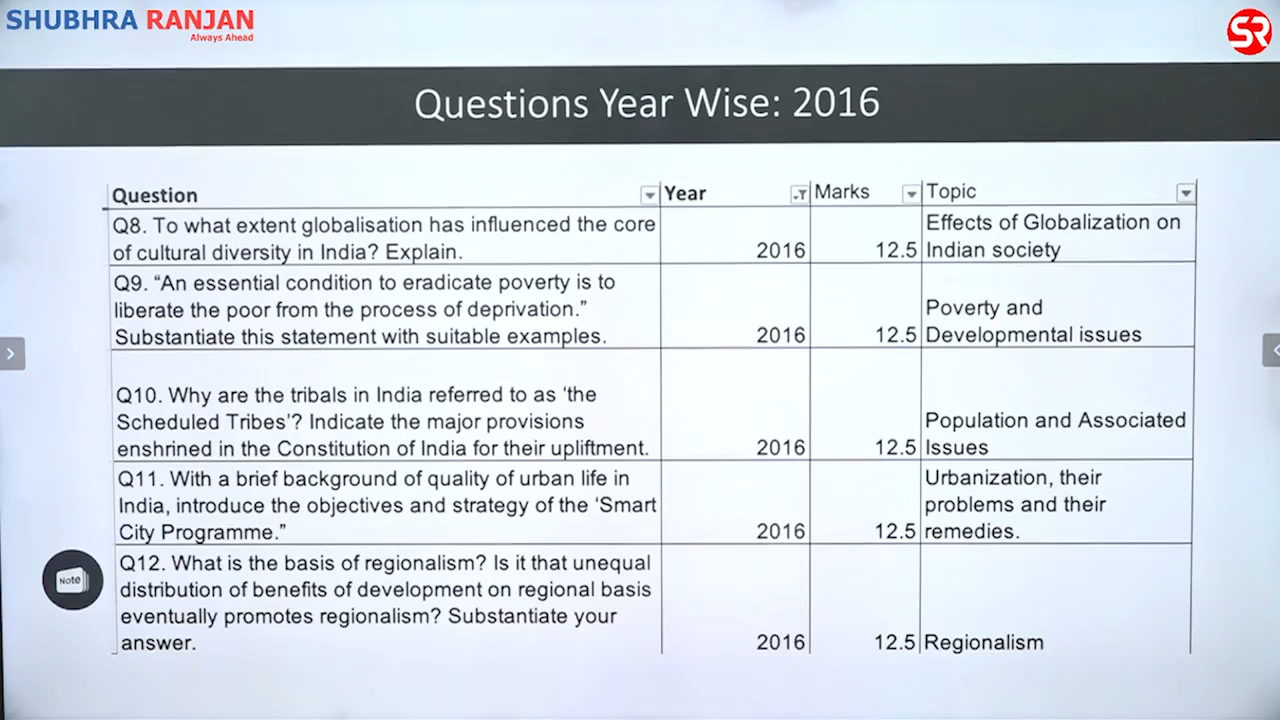 SHUBHRA RANJAN
Always Ahead
SR
Questions Year Wise: 2016
Question Year Marks Topic
Q8. To what extent globalisation has influenced the core
of cultural diversity in India? Explain.
2016
12.5
Effects of Globalization on
Indian society
Q9. “An essential condition to eradicate poverty is to
liberate the poor from the process of deprivation.”
Substantiate this statement with suitable examples.
2016
12.5
Poverty and
Developmental issues
Q10. Why are the tribals in India referred to as ‘the
Scheduled Tribes’? Indicate the major provisions
enshrined in the Constitution of India for their upliftment.
2016
12.5
Population and Associated
Issues
Q11. With a brief background of quality of urban life in
India, introduce the objectives and strategy of the ‘Smart
City Programme.”
2016
12.5
Urbanization, their
problems and their
remedies.
Note
Q12. What is the basis of regionalism? Is it that unequal
distribution of benefits of development on regional basis
eventually promotes regionalism? Substantiate your
answer.
2016
12.5
Regionalism